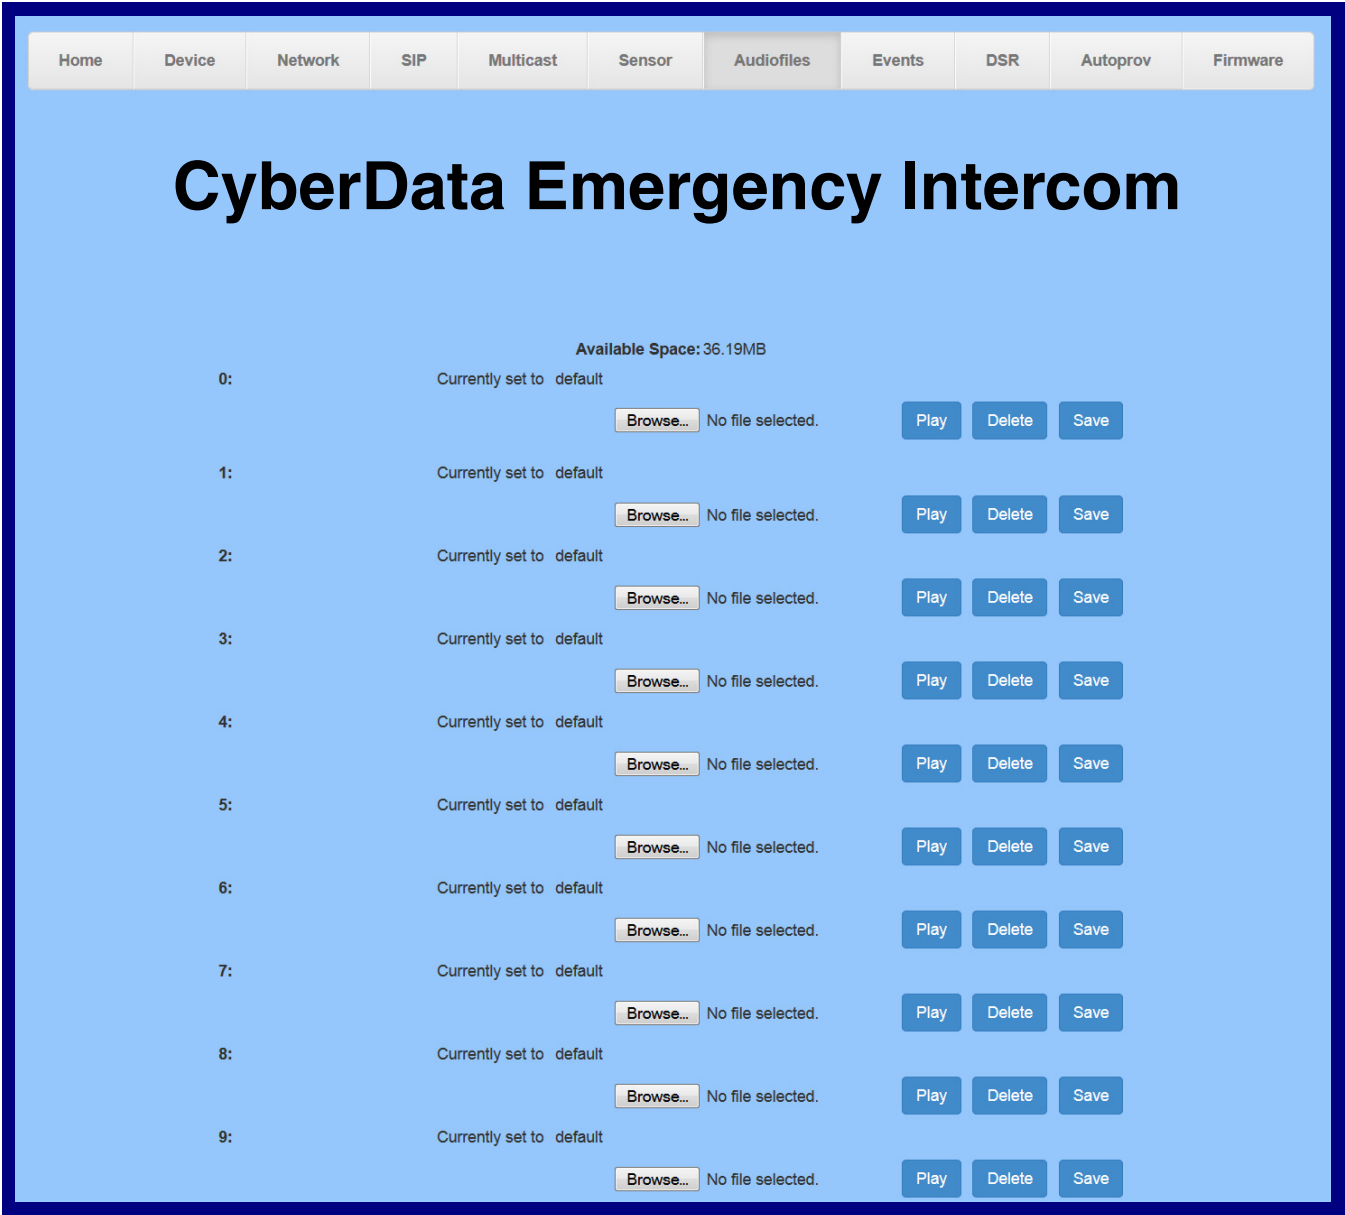 Home Device Network SIP Multicast Sensor Audiofiles Events DSR Autoprov Firmware
CyberData Emergency Intercom
Available Space: 36.19MB
0: Currently set to default
Browse... No file selected. Play Delete Save
1: Currently set to default
Browse... No file selected. Play Delete Save
2: Currently set to default
Browse... No file selected. Play Delete Save
3: Currently set to default
Browse... No file selected. Play Delete Save
4: Currently set to default
Browse... No file selected. Play Delete Save
5: Currently set to default
Browse... No file selected. Play Delete Save
6: Currently set to default
Browse... No file selected. Play Delete Save
7: Currently set to default
Browse... No file selected. Play Delete Save
8: Currently set to default
Browse... No file selected. Play Delete Save
9: Currently set to default
Browse... No file selected. Play Delete Save